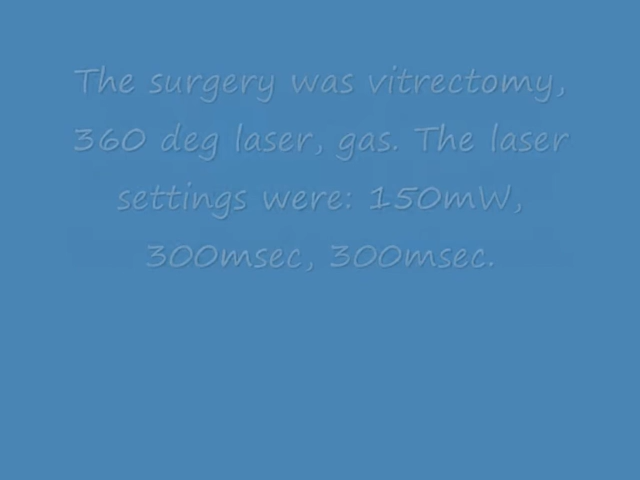 The surgery was vitrectomy,
360 deg laser, gas. The laser
settings were: 150mW,
300msec, 300msec.